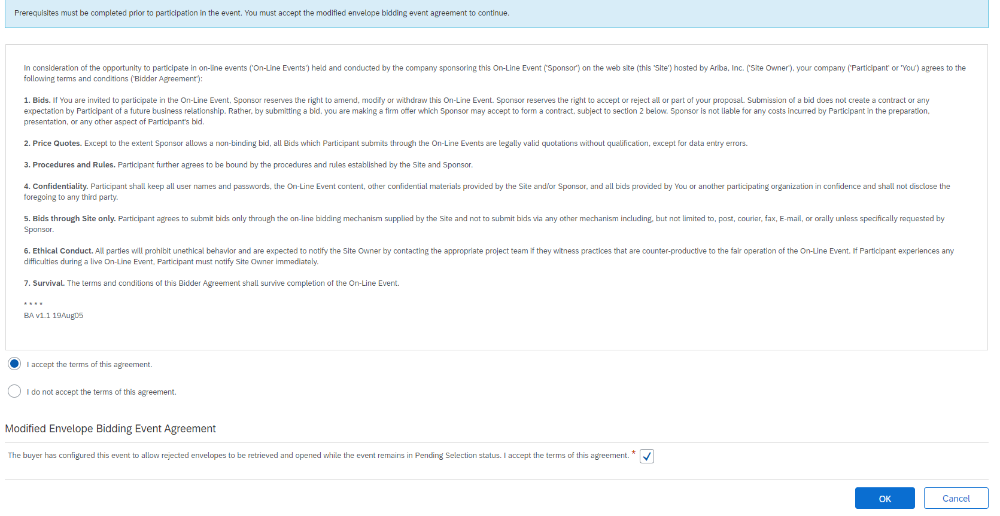 Prerequisites must be completed prior to participation in the event. You must accept the modified envelope bidding event agreement to continue.
In consideration of the opportunity to participate in on-line events ('On-Line Events') held and conducted by the company sponsoring this On-Line Event ('Sponsor') on the web site (this 'Site') hosted by Ariba, Inc. ('Site Owner'), your company ('Participant' or 'You') agrees to the
following terms and conditions ('Bidder Agreement'):
1. Bids. If You are invited to participate in the On-Line Event, Sponsor reserves the right to amend, modify or withdraw this On-Line Event. Sponsor reserves the right to accept or reject all or part of your proposal. Submission of a bid does not create a contract or any
expectation by Participant of a future business relationship. Rather, by submitting a bid, you are making a firm offer which Sponsor may accept to form a contract, subject to section 2 below. Sponsor is not liable for any costs incurred by Participant in the preparation,
presentation, or any other aspect of Participant's bid.
2. Price Quotes. Except to the extent Sponsor allows a non-binding bid, all Bids which Participant submits through the On-Line Events are legally valid quotations without qualification, except for data entry errors.
3. Procedures and Rules. Participant further agrees to be bound by the procedures and rules established by the Site and Sponsor.
4. Confidentiality. Participant shall keep all user names and passwords, the On-Line Event content, other confidential materials provided by the Site and/or Sponsor, and all bids provided by You or another participating organization in confidence and shall not disclose the
foregoing to any third party.
5. Bids through Site only. Participant agrees to submit bids only through the on-line bidding mechanism supplied by the Site and not to submit bids via any other mechanism including, but not limited to, post, courier, fax, E-mail, or orally unless specifically requested by
Sponsor.
6. Ethical Conduct. All parties will prohibit unethical behavior and are expected to notify the Site Owner by contacting the appropriate project team if they witness practices that are counter-productive to the fair operation of the On-Line Event. If Participant experiences any
difficulties during a live On-Line Event, Participant must notify Site Owner immediately.
7. Survival. The terms and conditions of this Bidder Agreement shall survive completion of the On-Line Event.
* * * *
BA v1.1 19Aug05
I accept the terms of this agreement.
I do not accept the terms of this agreement.
Modified Envelope Bidding Event Agreement
The buyer has configured this event to allow rejected envelopes to be retrieved and opened while the event remains in Pending Selection status. I accept the terms of this agreement. *
OK Cancel